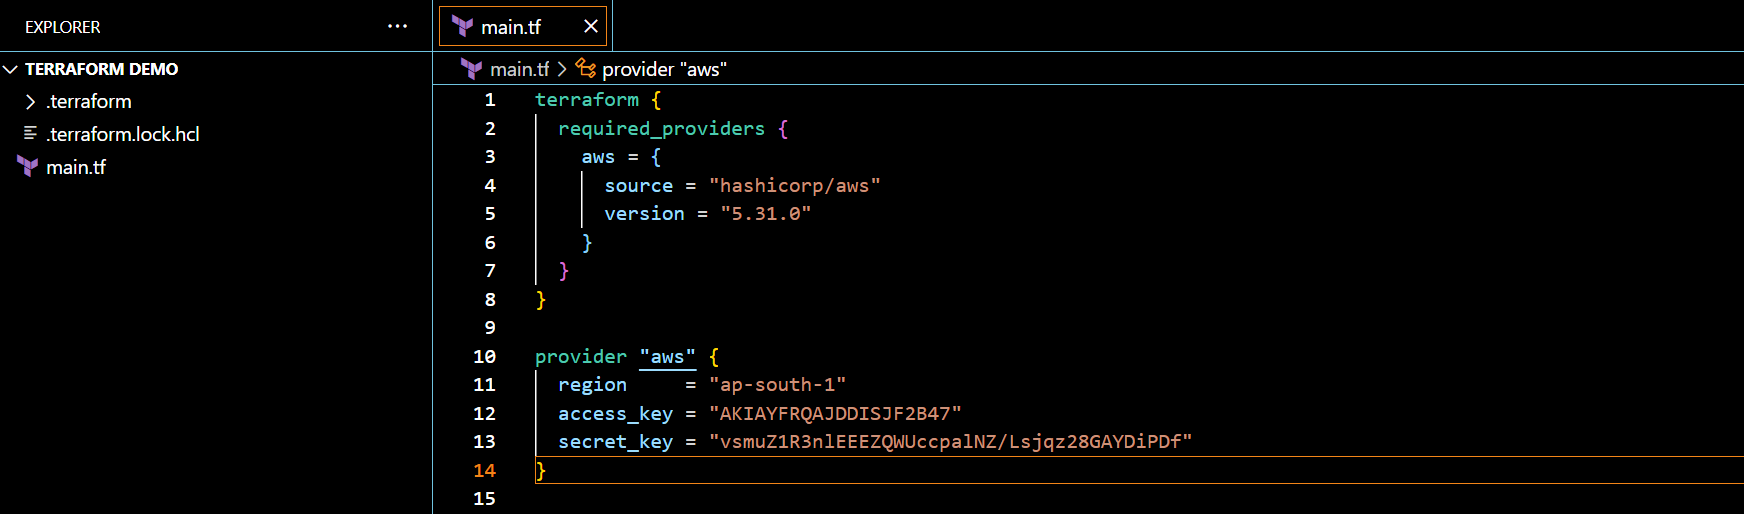 EXPLORER ...
main.tf ×
TERRAFORM DEMO
.terraform
.terraform.lock.hcl
main.tf
main.tf > provider "aws"
1 terraform {
2 required_providers {
3 aws = {
4 source = "hashicorp/aws"
5 version = "5.31.0"
6 }
7 }
8 }
9
10 provider "aws" {
11 region = "ap-south-1"
12 access_key = "AKIAYFRQAJDDISJF2B47"
13 secret_key = "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"
14 }
15